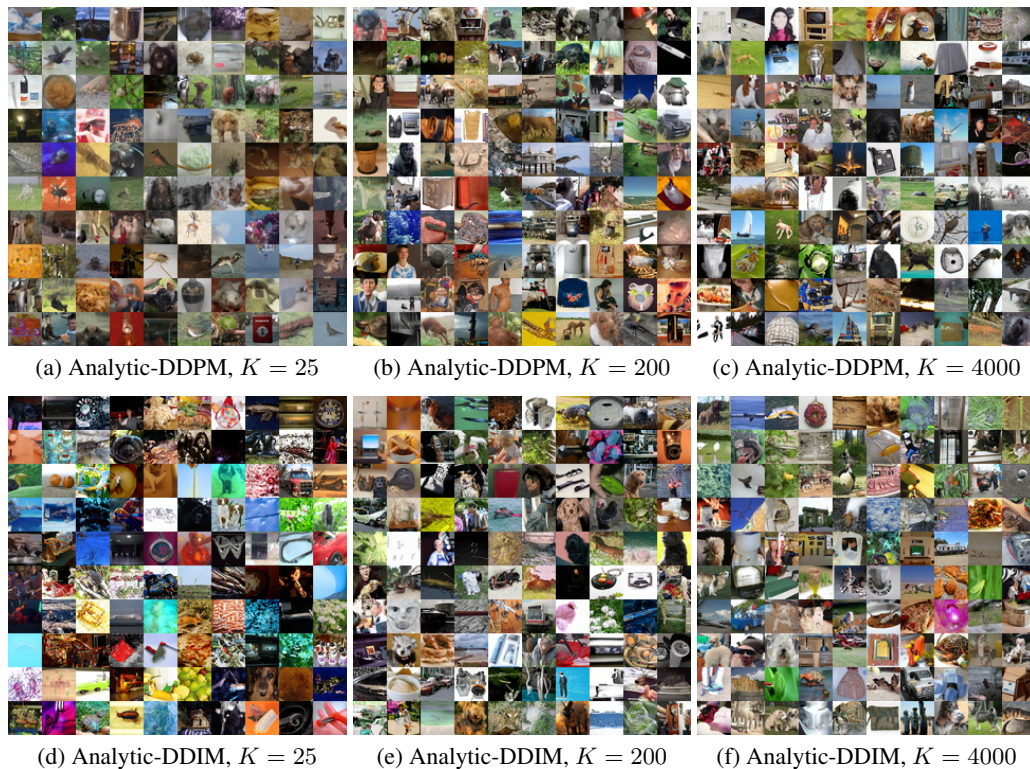 (a) Analytic-DDPM, K = 25
(b) Analytic-DDPM, K = 200
(c) Analytic-DDPM, K = 4000
(d) Analytic-DDIM, K = 25
(e) Analytic-DDIM, K = 200
(f) Analytic-DDIM, K = 4000